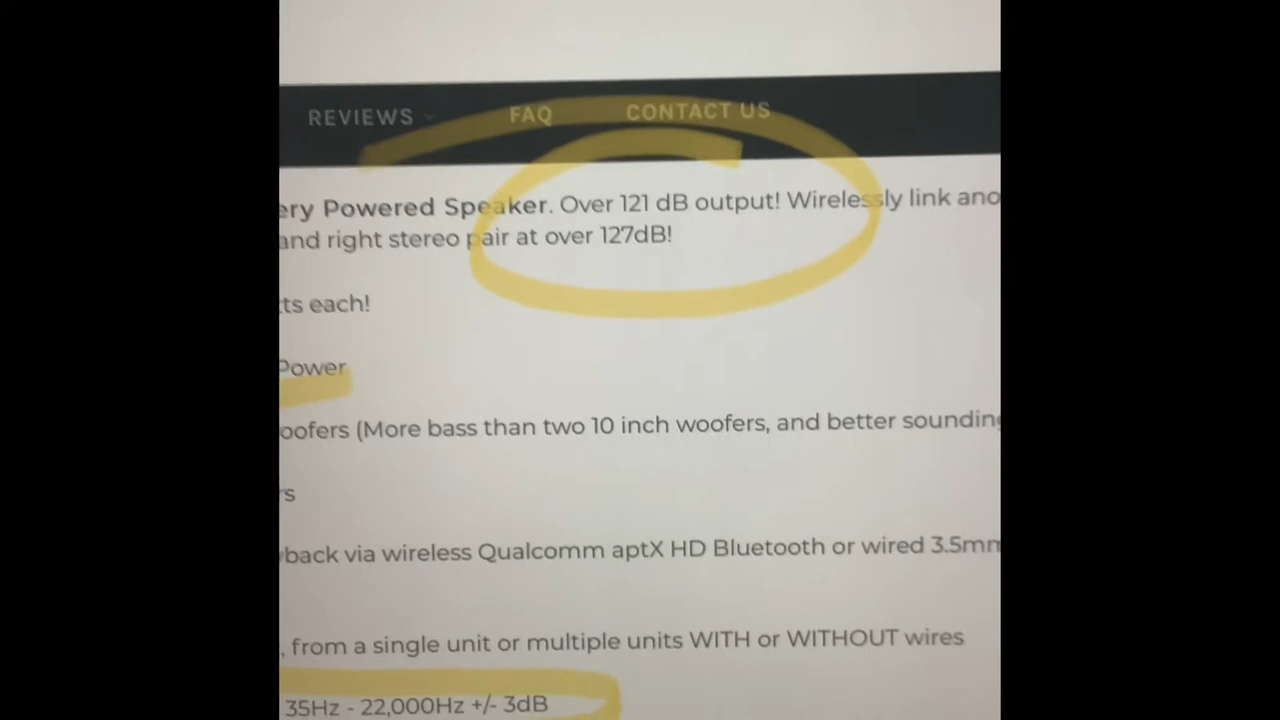 REVIEWS FAQ CONTACT US
ery Powered Speaker. Over 121 dB output! Wirelessly link ano
and right stereo pair at over 127dB!
ts each!
Power
oofers (More bass than two 10 inch woofers, and better sounding
rs
yback via wireless Qualcomm aptX HD Bluetooth or wired 3.5mm
, from a single unit or multiple units WITH or WITHOUT wires
35Hz - 22,000Hz +/- 3dB